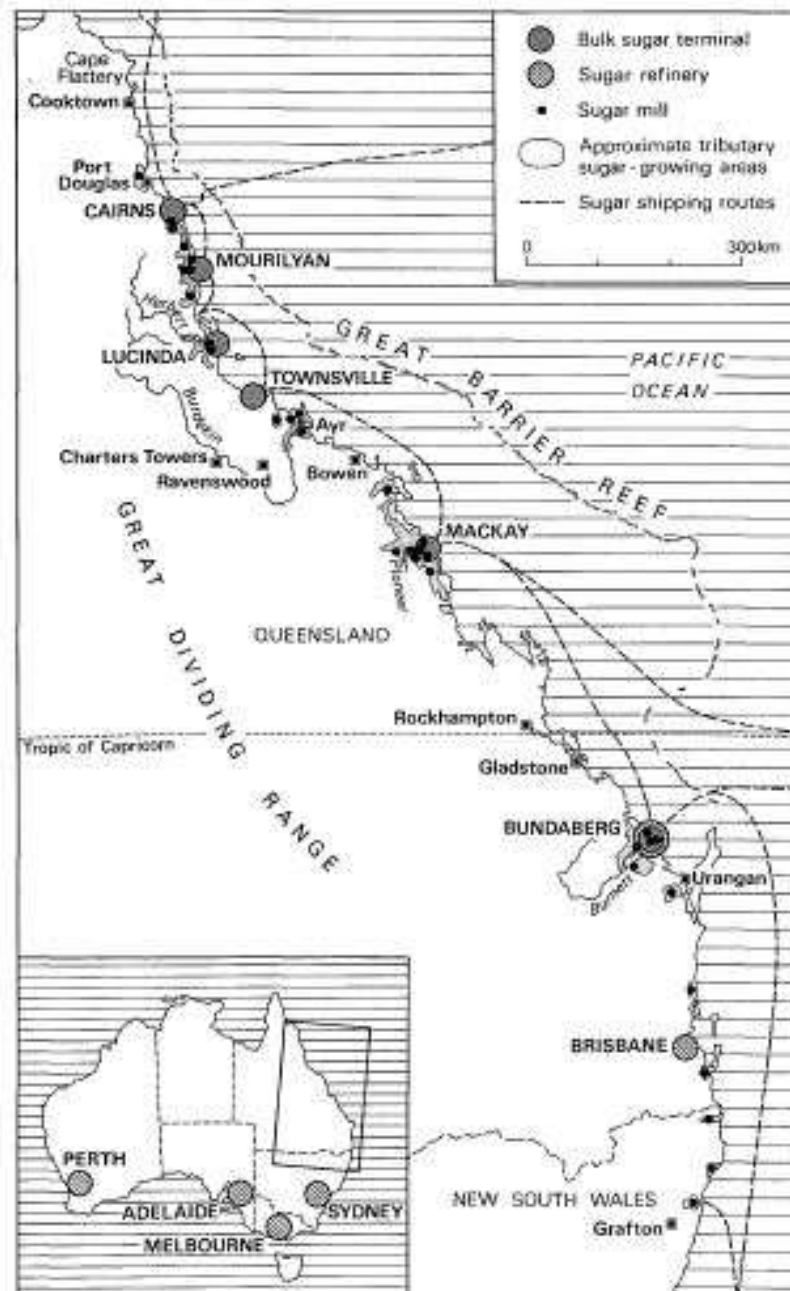 Bulk sugar terminal
Sugar refinery
Sugar mill
Approximate tributary
sugar-growing areas
Sugar shipping routes
0 300km
Cape
Flattery
Cooktown
Port
Douglas
CAIRNS
MOURILYAN
Herbert
LUCINDA
TOWNSVILLE
Burdekin
Ayr
Charters Towers
Ravenswood
Bowen
GREAT BARRIER REEF
PACIFIC
OCEAN
MACKAY
Pioneer
GREAT DIVIDING RANGE
QUEENSLAND
Rockhampton
Tropic of Capricorn
Gladstone
BUNDABERG
Burnett
Urangan
BRISBANE
NEW SOUTH WALES
Grafton
PERTH
ADELAIDE
SYDNEY
MELBOURNE